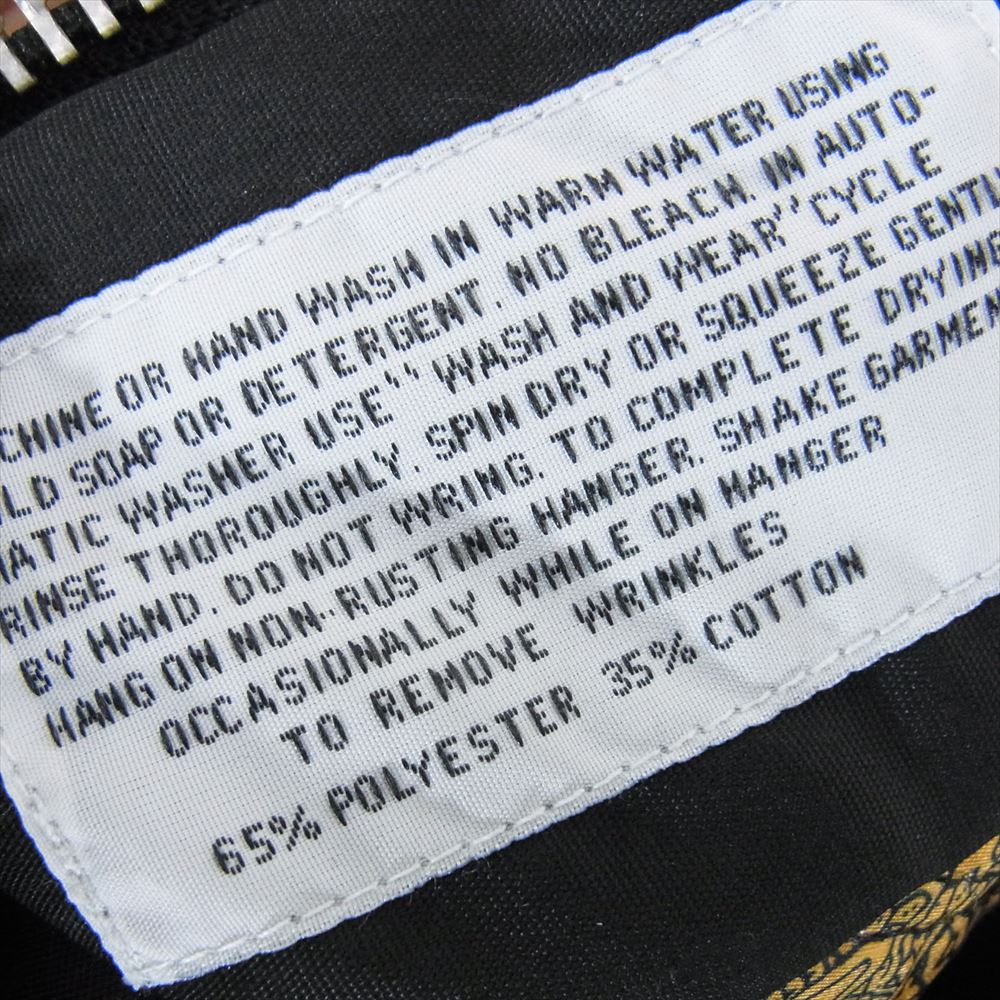 CHINE OR HAND WASH IN WARM WATER USING
ILD SOAP OR DETERGENT. NO BLEACH. IN AUTO-
MATIC WASHER USE "WASH AND WEAR" CYCLE
RINSE THOROUGHLY. SPIN DRY OR SQUEEZE GENTL
BY HAND. DO NOT WRING. TO COMPLETE DRYING
HANG ON NON-RUSTING HANGER. SHAKE GARMEN
OCCASIONALLY WHILE ON HANGER
TO REMOVE WRINKLES
65% POLYESTER 35% COTTON